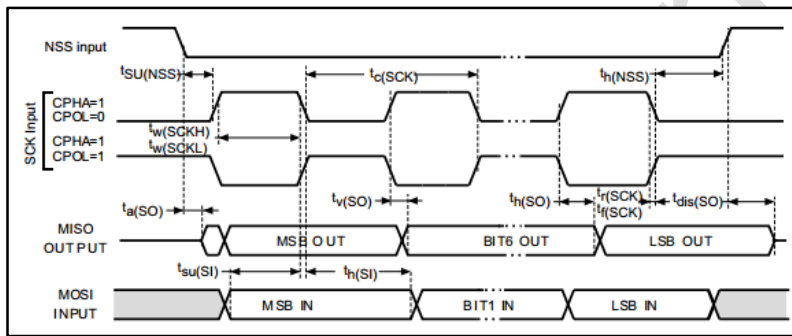 NSS input
tSU(NSS)
tc(SCK)
th(NSS)
SCK Input
CPHA=1
CPOL=0
tw(SCKH)
tw(SCKL)
CPHA=1
CPOL=1
ta(SO)
tv(SO)
th(SO)
tr(SCK)
tf(SCK)
tdis(SO)
MISO
OUTPUT
MSB OUT
BIT6 OUT
LSB OUT
tsu(SI)
th(SI)
MOSI
INPUT
MSB IN
BIT1 IN
LSB IN